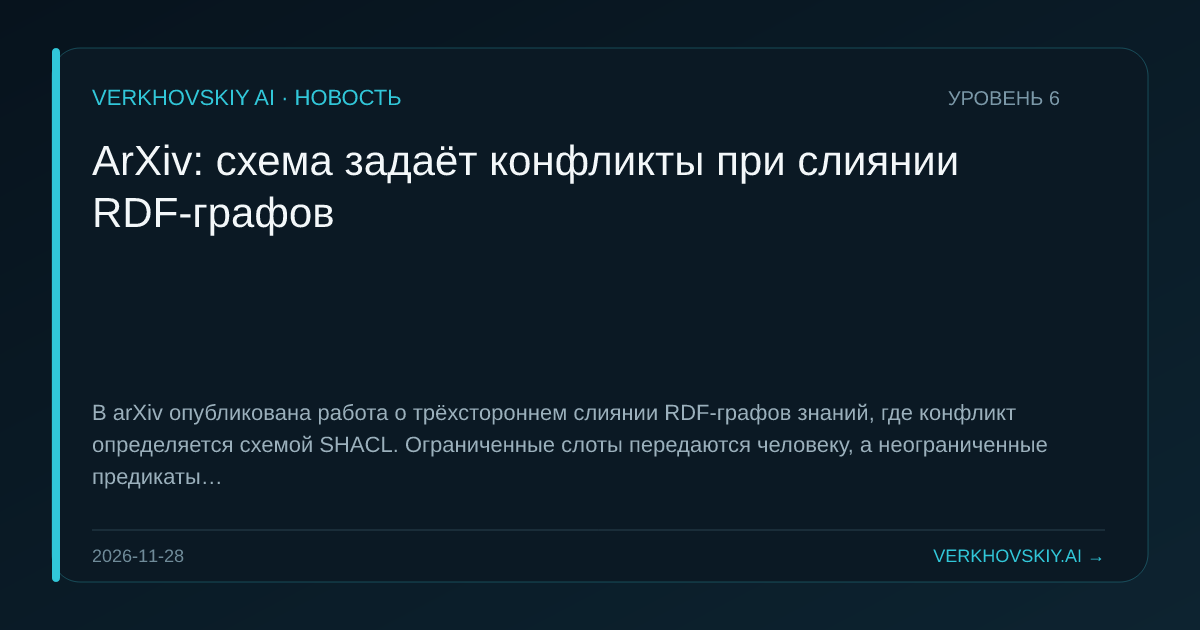 VERKHOVSKIY AI · НОВОСТЬ
УРОВЕНЬ 6
ArXiv: схема задаёт конфликты при слиянии
RDF-графов
В arXiv опубликована работа о трёхстороннем слиянии RDF-графов знаний, где конфликт
определяется схемой SHACL. Ограниченные слоты передаются человеку, а неограниченные
предикаты…
2026-11-28
VERKHOVSKIY.AI →